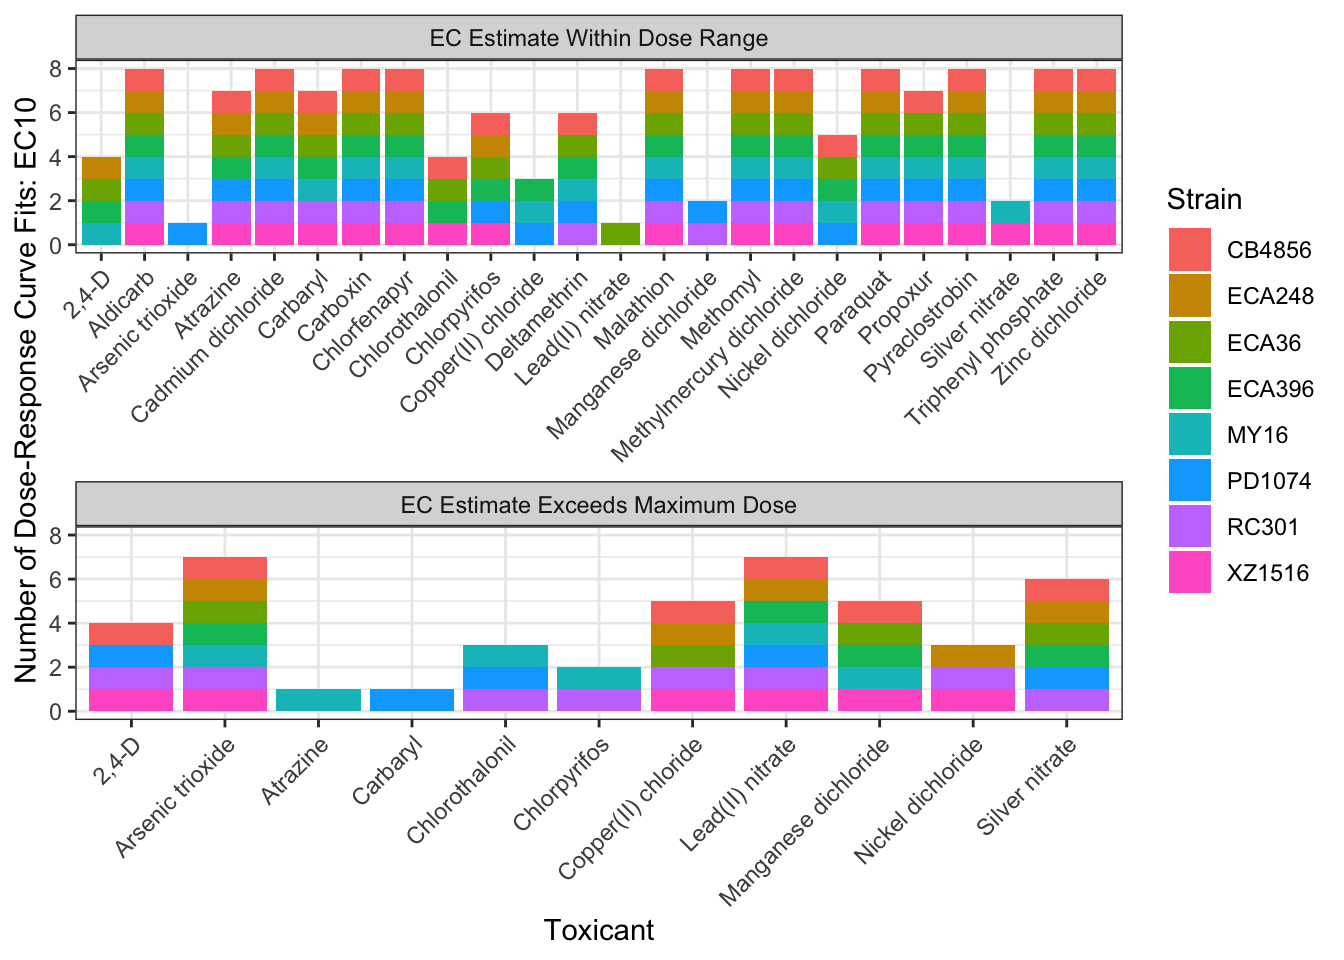 Number of Dose-Response Curve Fits: EC10
EC Estimate Within Dose Range
8
6
4
2
0
2,4-D
Aldicarb
Arsenic trioxide
Atrazine
Cadmium dichloride
Carbaryl
Carboxin
Chlorfenapyr
Chlorothalonil
Chlorpyrifos
Copper(II) chloride
Deltamethrin
Lead(II) nitrate
Malathion
Manganese dichloride
Methomyl
Methylmercury dichloride
Nickel dichloride
Paraquat
Propoxur
Pyraclostrobin
Silver nitrate
Triphenyl phosphate
Zinc dichloride
EC Estimate Exceeds Maximum Dose
8
6
4
2
0
2,4-D
Arsenic trioxide
Atrazine
Carbaryl
Chlorothalonil
Chlorpyrifos
Copper(II) chloride
Lead(II) nitrate
Manganese dichloride
Nickel dichloride
Silver nitrate
Toxicant
Strain
CB4856
ECA248
ECA36
ECA396
MY16
PD1074
RC301
XZ1516